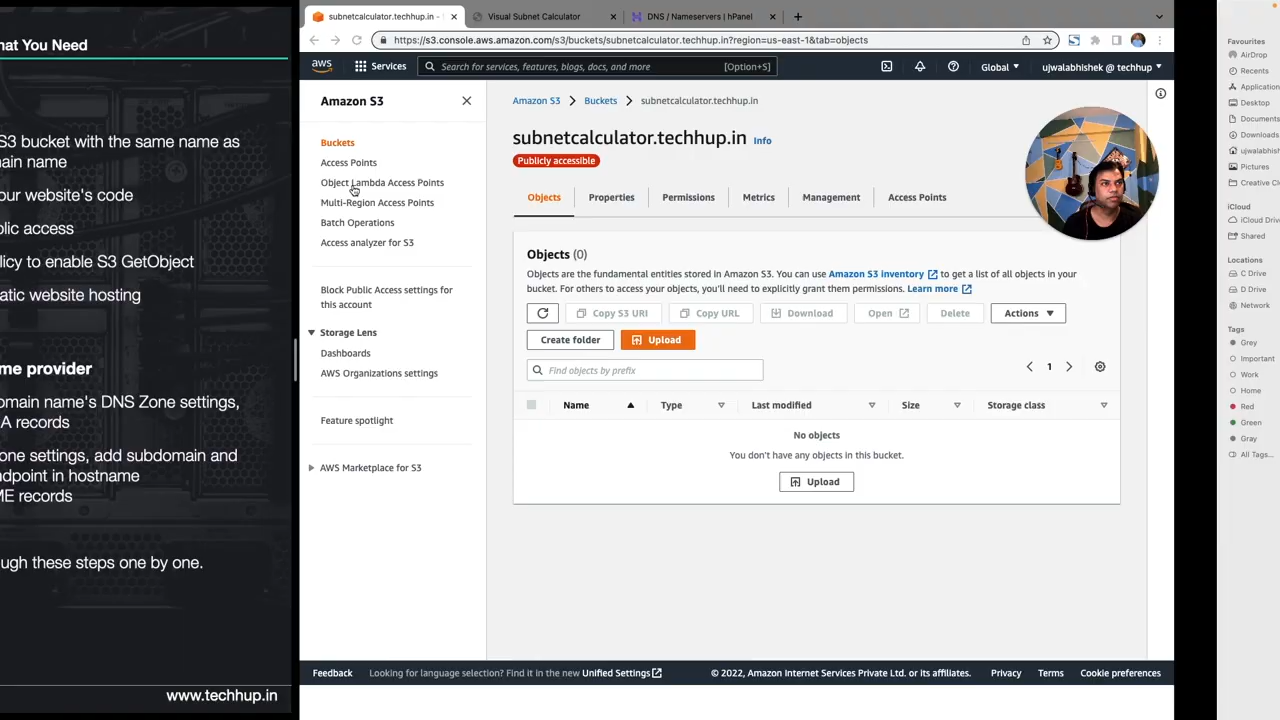 hat You Need
S3 bucket with the same name as
ain name
our website's code
blic access
licy to enable S3 GetObject
atic website hosting
me provider
omain name's DNS Zone settings,
A records
one settings, add subdomain and
ndpoint in hostname
ME records
ugh these steps one by one.
www.techhup.in
subnetcalculator.techhup.in -
Visual Subnet Calculator
DNS / Nameservers | hPanel
https://s3.console.aws.amazon.com/s3/buckets/subnetcalculator.techhup.in?region=us-east-1&tab=objects
aws
Services
Search for services, features, blogs, docs, and more
[Option+S]
Global
ujwalabhishek @ techhup
Amazon S3
Buckets
Access Points
Object Lambda Access Points
Multi-Region Access Points
Batch Operations
Access analyzer for S3
Block Public Access settings for
this account
Storage Lens
Dashboards
AWS Organizations settings
Feature spotlight
AWS Marketplace for S3
Amazon S3
Buckets
subnetcalculator.techhup.in
subnetcalculator.techhup.in
Info
Publicly accessible
Objects
Properties
Permissions
Metrics
Management
Access Points
Objects (0)
Objects are the fundamental entities stored in Amazon S3. You can use Amazon S3 inventory to get a list of all objects in your
bucket. For others to access your objects, you'll need to explicitly grant them permissions. Learn more
Copy S3 URI
Copy URL
Download
Open
Delete
Actions
Create folder
Upload
Find objects by prefix
1
Name
Type
Last modified
Size
Storage class
No objects
You don't have any objects in this bucket.
Upload
Feedback
Looking for language selection? Find it in the new Unified Settings
© 2022, Amazon Internet Services Private Ltd. or its affiliates.
Privacy
Terms
Cookie preferences
Favourites
AirDrop
Recents
Application
Desktop
Documents
Downloads
ujwalabhish
Pictures
Creative Cl
iCloud
iCloud Driv
Shared
Locations
C Drive
D Drive
Network
Tags
Grey
Important
Work
Home
Red
Green
Gray
All Tags...